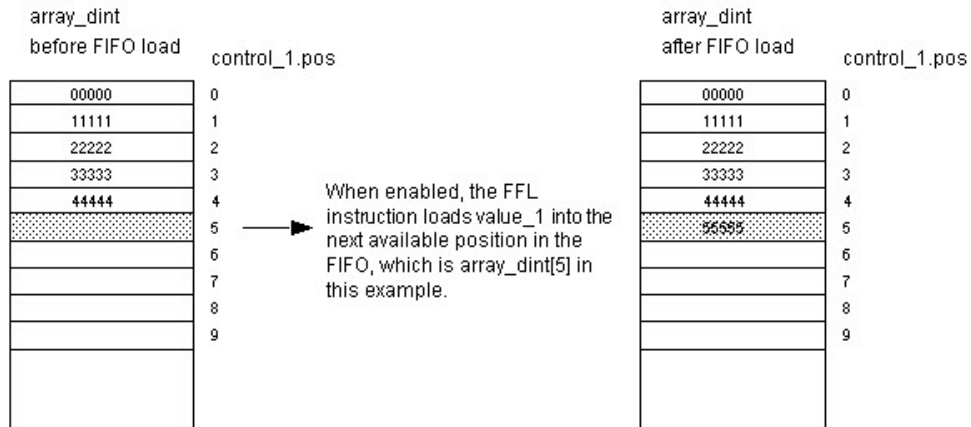 array_dint
before FIFO load
control_1.pos
00000
0
11111
1
22222
2
33333
3
44444
4
5
6
7
8
9
When enabled, the FFL
instruction loads value_1 into the
next available position in the
FIFO, which is array_dint[5] in
this example.
array_dint
after FIFO load
control_1.pos
00000
0
11111
1
22222
2
33333
3
44444
4
55555
5
6
7
8
9